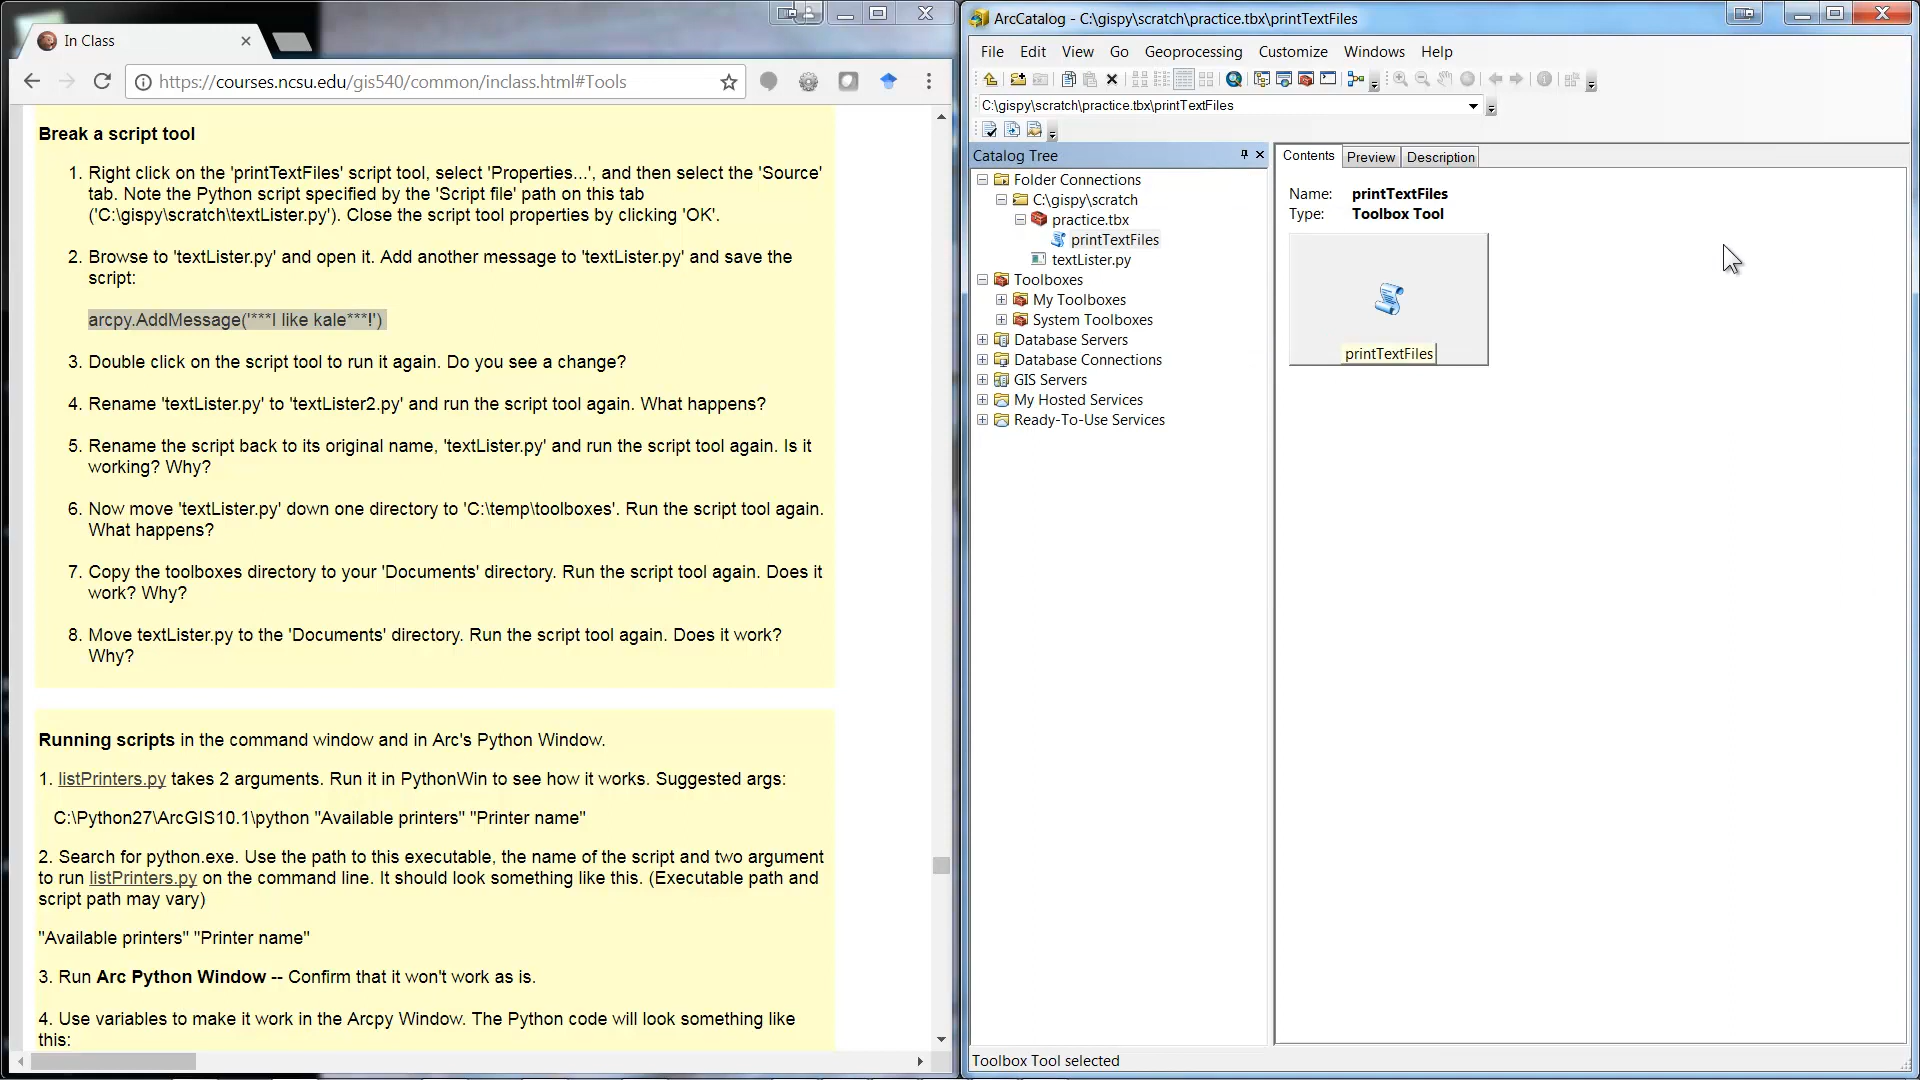 In Class
https://courses.ncsu.edu/gis540/common/inclass.html#Tools
Break a script tool
1. Right click on the 'printTextFiles' script tool, select 'Properties...', and then select the 'Source'
tab. Note the Python script specified by the 'Script file' path on this tab
('C:\gispy\scratch\textLister.py'). Close the script tool properties by clicking 'OK'.
2. Browse to 'textLister.py' and open it. Add another message to 'textLister.py' and save the
script:
arcpy.AddMessage('***I like kale***!')
3. Double click on the script tool to run it again. Do you see a change?
4. Rename 'textLister.py' to 'textLister2.py' and run the script tool again. What happens?
5. Rename the script back to its original name, 'textLister.py' and run the script tool again. Is it
working? Why?
6. Now move 'textLister.py' down one directory to 'C:\temp\toolboxes'. Run the script tool again.
What happens?
7. Copy the toolboxes directory to your 'Documents' directory. Run the script tool again. Does it
work? Why?
8. Move textLister.py to the 'Documents' directory. Run the script tool again. Does it work?
Why?
Running scripts in the command window and in Arc's Python Window.
1. listPrinters.py takes 2 arguments. Run it in PythonWin to see how it works. Suggested args:
C:\Python27\ArcGIS10.1\python "Available printers" "Printer name"
2. Search for python.exe. Use the path to this executable, the name of the script and two argument
to run listPrinters.py on the command line. It should look something like this. (Executable path and
script path may vary)
"Available printers" "Printer name"
3. Run Arc Python Window -- Confirm that it won't work as is.
4. Use variables to make it work in the Arcpy Window. The Python code will look something like
this:
ArcCatalog - C:\gispy\scratch\practice.tbx\printTextFiles
File Edit View Go Geoprocessing Customize Windows Help
C:\gispy\scratch\practice.tbx\printTextFiles
Catalog Tree
Folder Connections
C:\gispy\scratch
practice.tbx
printTextFiles
textLister.py
Toolboxes
My Toolboxes
System Toolboxes
Database Servers
Database Connections
GIS Servers
My Hosted Services
Ready-To-Use Services
Contents Preview Description
Name: printTextFiles
Type: Toolbox Tool
printTextFiles
Toolbox Tool selected